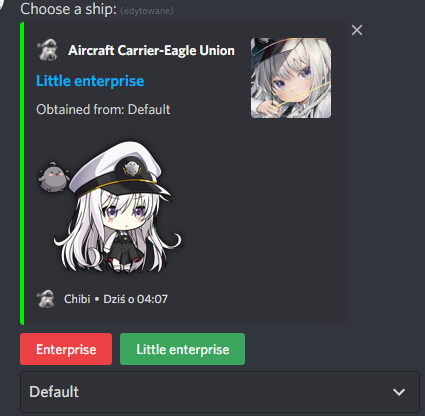 Choose a ship: (edytowane)
Aircraft Carrier-Eagle Union
Little enterprise
Obtained from: Default
Chibi • Dziś o 04:07
Enterprise Little enterprise
Default